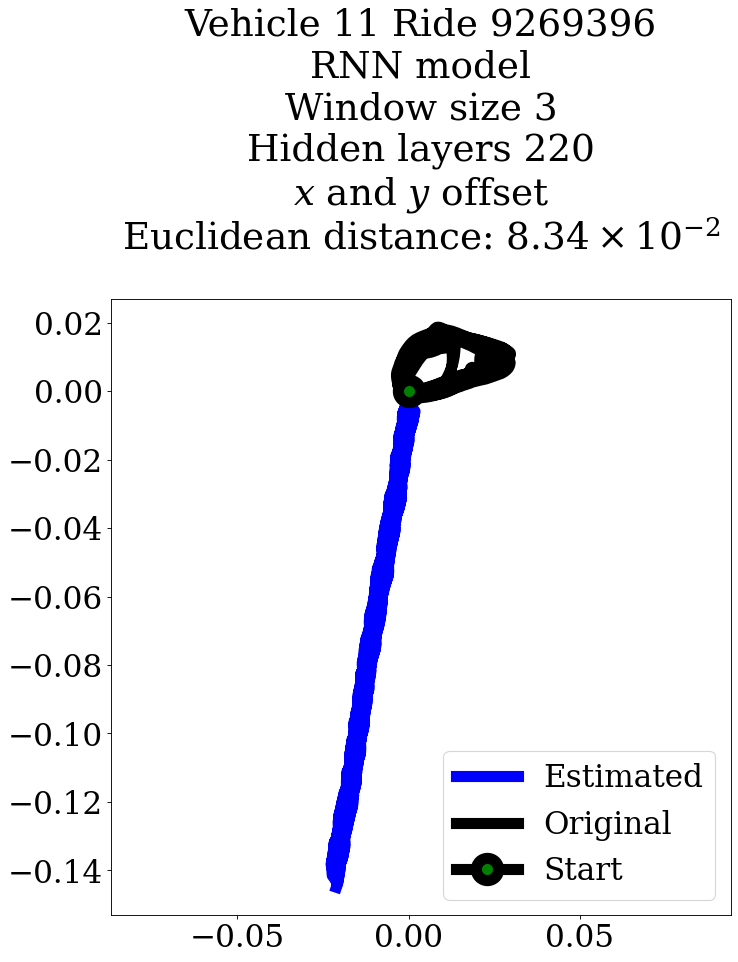 Vehicle 11 Ride 9269396
RNN model
Window size 3
Hidden layers 220
x and y offset
Euclidean distance: 8.34 × 10⁻²
0.02
0.00
−0.02
−0.04
−0.06
−0.08
−0.10
−0.12
−0.14
−0.05 0.00 0.05
Estimated
Original
Start